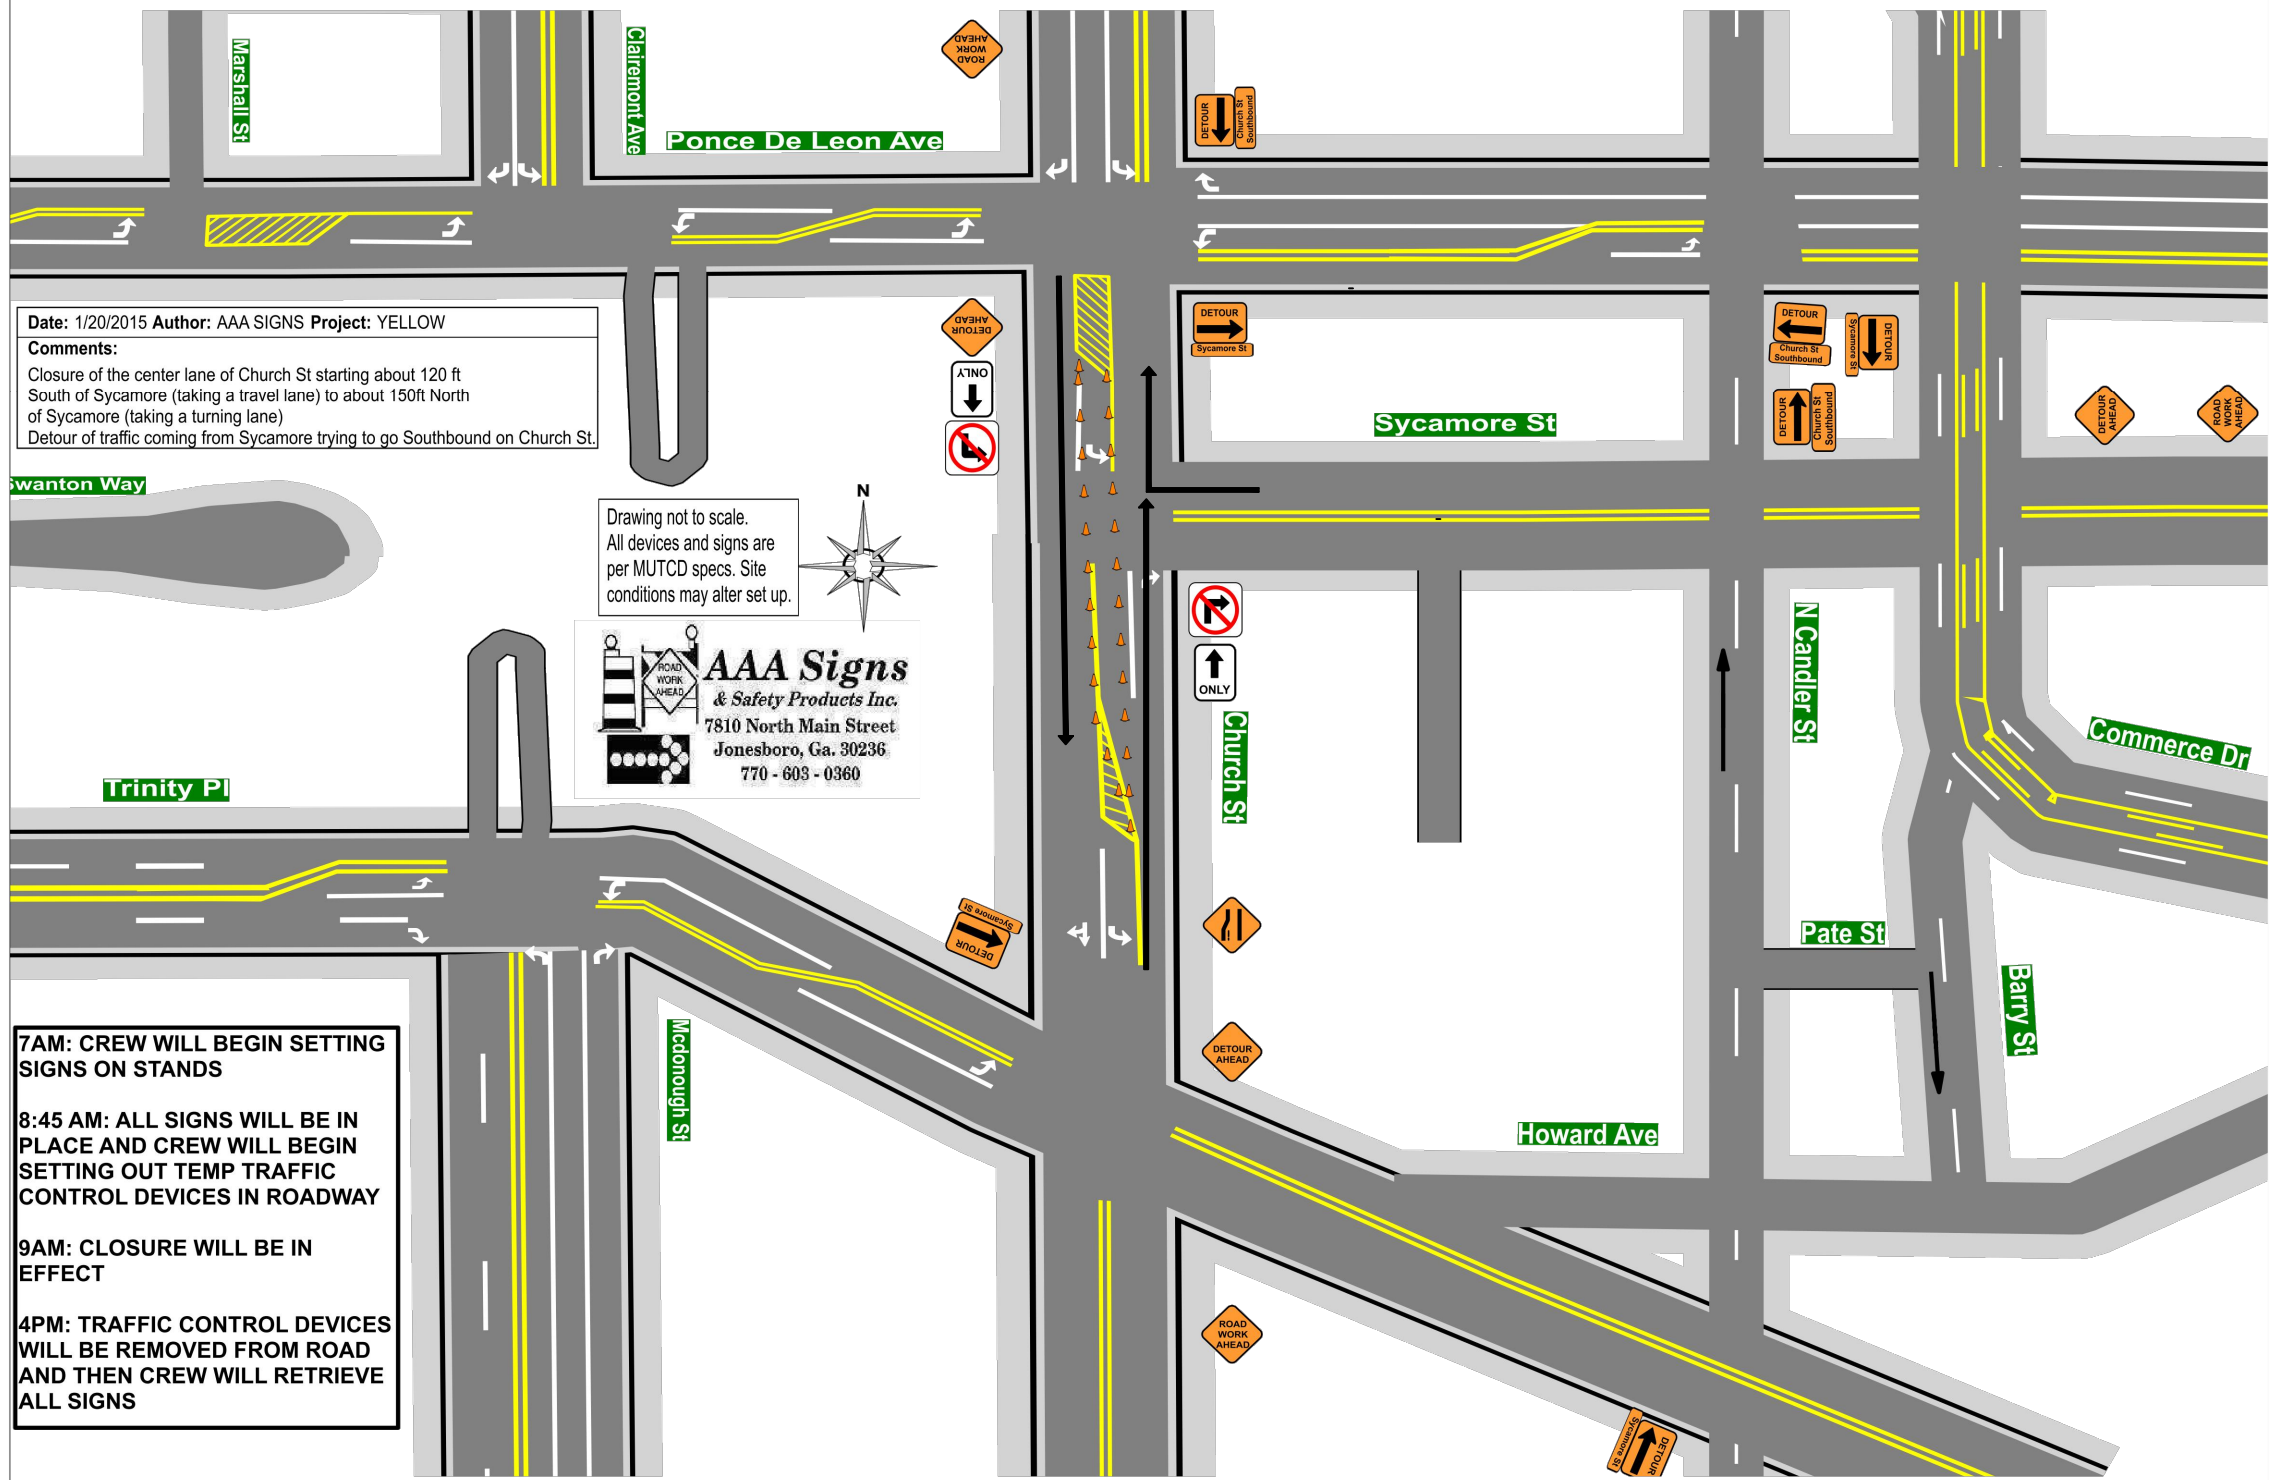 Marshall St
Clairemont Ave
Ponce De Leon Ave
ROAD
WORK
AHEAD
DETOUR
Church St
Southbound
Date: 1/20/2015 Author: AAA SIGNS Project: YELLOW
Comments:
Closure of the center lane of Church St starting about 120 ft
South of Sycamore (taking a travel lane) to about 150ft North
of Sycamore (taking a turning lane)
Detour of traffic coming from Sycamore trying to go Southbound on Church St.
DETOUR
AHEAD
ONLY
DETOUR
Sycamore St
DETOUR
Church St
Southbound
DETOUR
Sycamore St
DETOUR
Church St
Southbound
DETOUR
AHEAD
ROAD
WORK
AHEAD
Sycamore St
Swanton Way
Drawing not to scale.
All devices and signs are
per MUTCD specs. Site
conditions may alter set up.
N
ROAD
WORK
AHEAD
AAA Signs
& Safety Products Inc.
7810 North Main Street
Jonesboro, Ga. 30236
770 - 603 - 0360
ONLY
Church St
N Candler St
Commerce Dr
Trinity Pl
Sycamore St
DETOUR
Pate St
Barry St
DETOUR
AHEAD
Mcdonough St
Howard Ave
7AM: CREW WILL BEGIN SETTING
SIGNS ON STANDS
8:45 AM: ALL SIGNS WILL BE IN
PLACE AND CREW WILL BEGIN
SETTING OUT TEMP TRAFFIC
CONTROL DEVICES IN ROADWAY
9AM: CLOSURE WILL BE IN
EFFECT
4PM: TRAFFIC CONTROL DEVICES
WILL BE REMOVED FROM ROAD
AND THEN CREW WILL RETRIEVE
ALL SIGNS
ROAD
WORK
AHEAD
Sycamore St
DETOUR